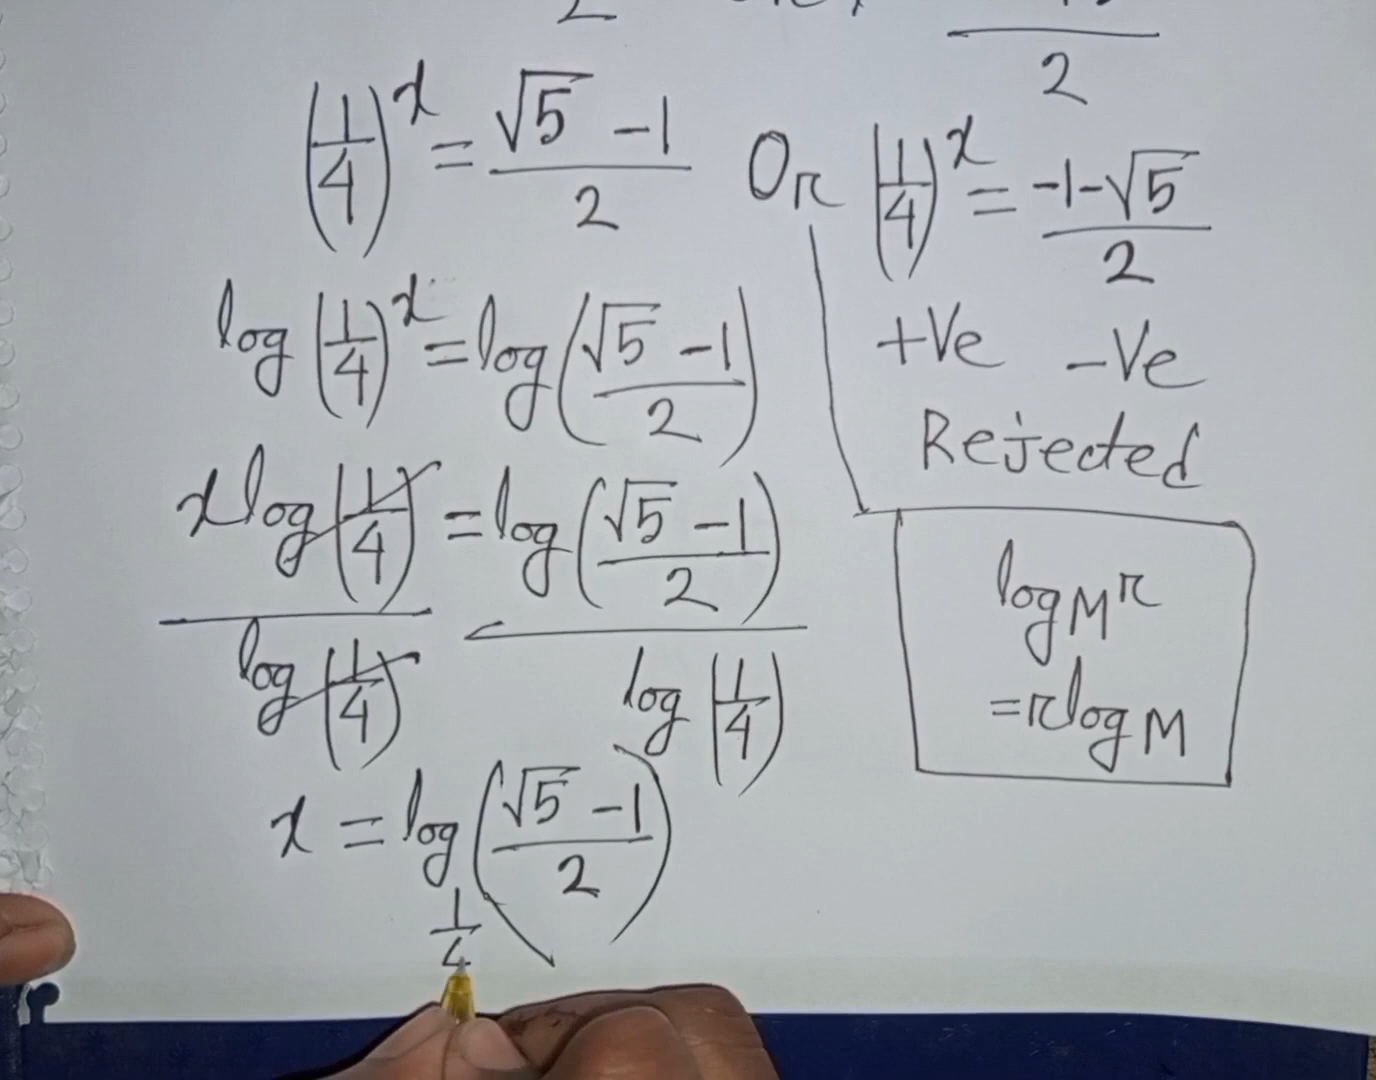 2
(1/4)^x = (√5 - 1)/2 Or (1/4)^x = (-1-√5)/2
+Ve -Ve
Rejected
log (1/4)^x = log ((√5 - 1)/2)
x log (1/4) / log (1/4) = log ((√5 - 1)/2) / log (1/4)
x = log_(1/4) ((√5 - 1)/2)
log M^r
= r log M